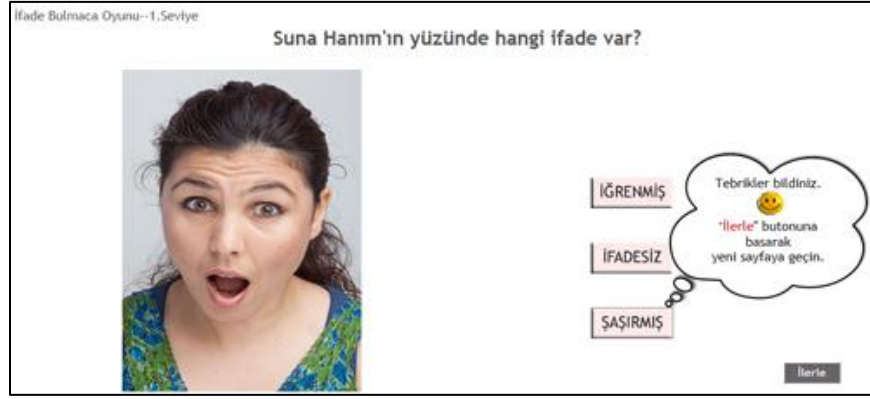 İfade Bulmaca Oyunu--1.Seviye
Suna Hanım'ın yüzünde hangi ifade var?
İĞRENMİŞ
İFADESİZ
ŞAŞIRMIŞ
Tebrikler bildiniz.
"İlerle" butonuna
basarak
yeni sayfaya geçin.
İlerle